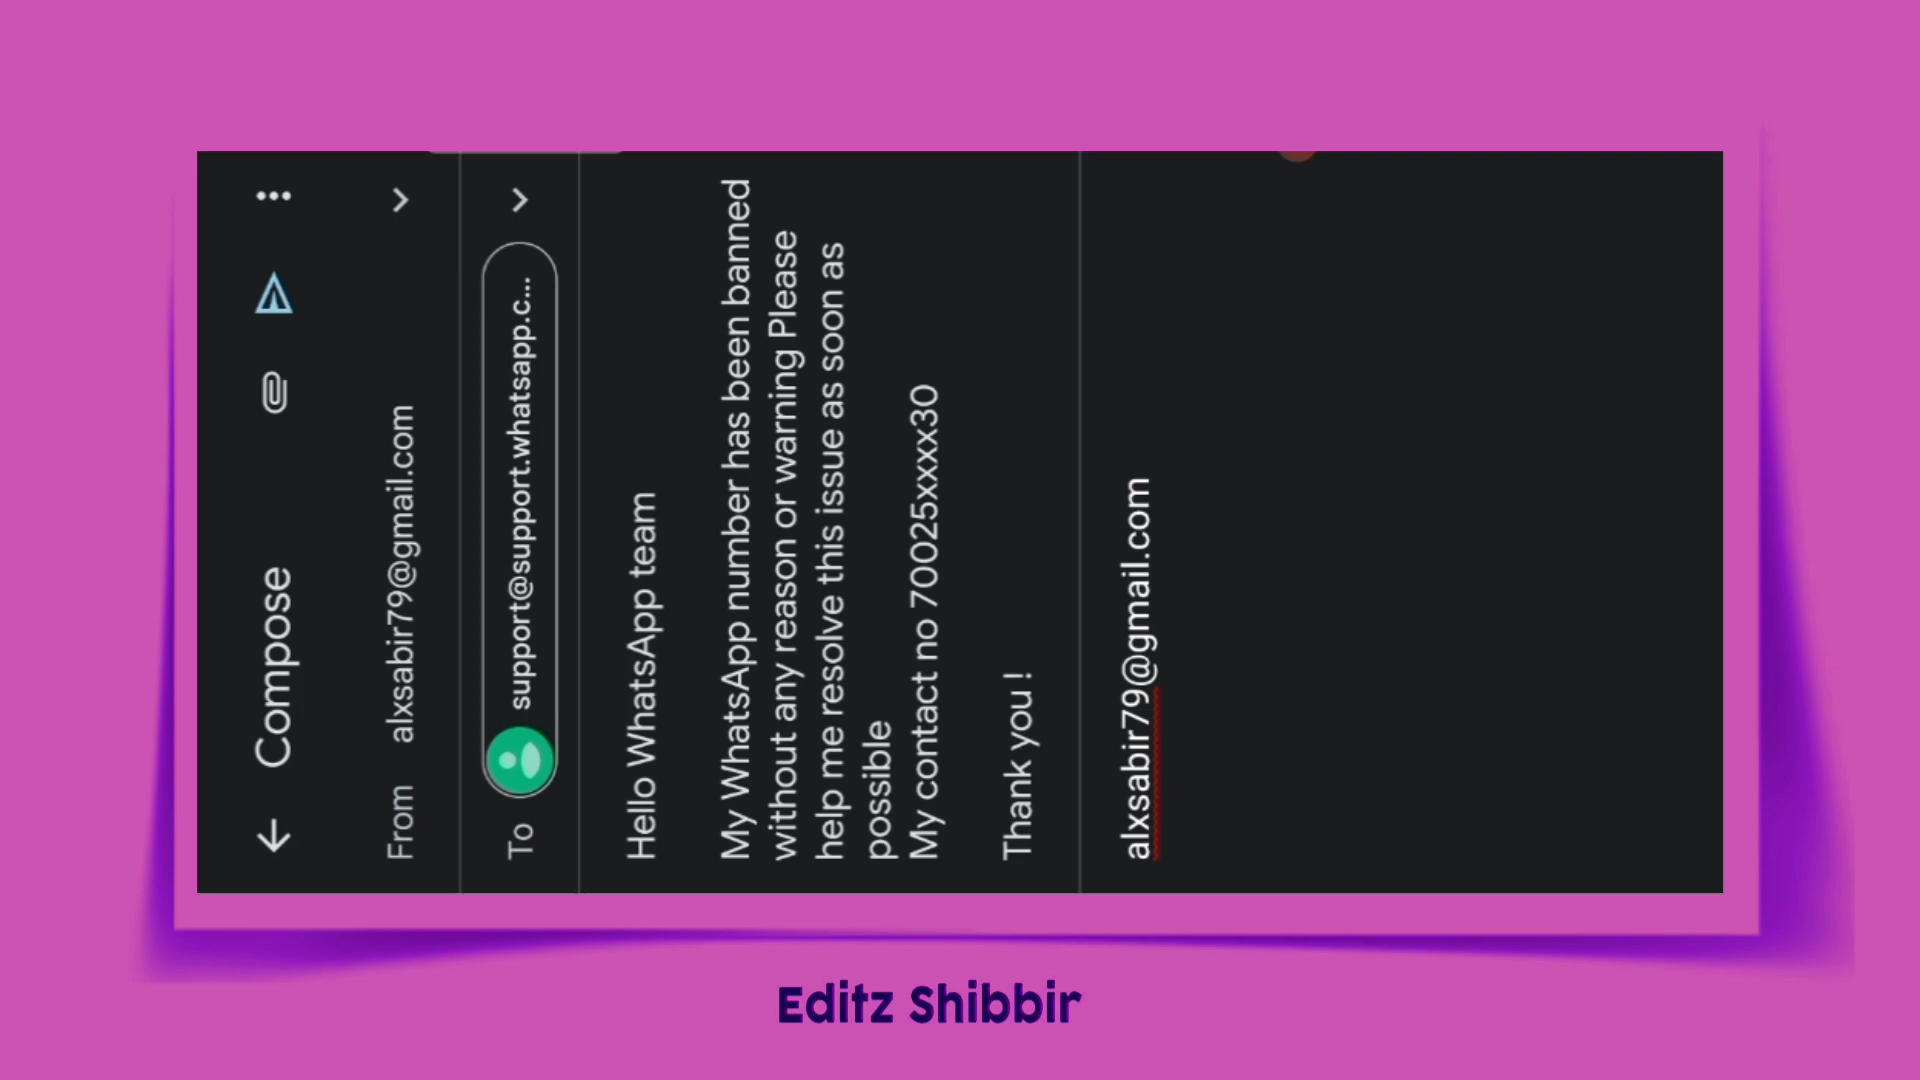 Compose
From alxsabir79@gmail.com
To support@support.whatsapp.c...
Hello WhatsApp team
My WhatsApp number has been banned
without any reason or warning Please
help me resolve this issue as soon as
possible
My contact no 70025xxxx30
Thank you !
alxsabir79@gmail.com
Editz Shibbir